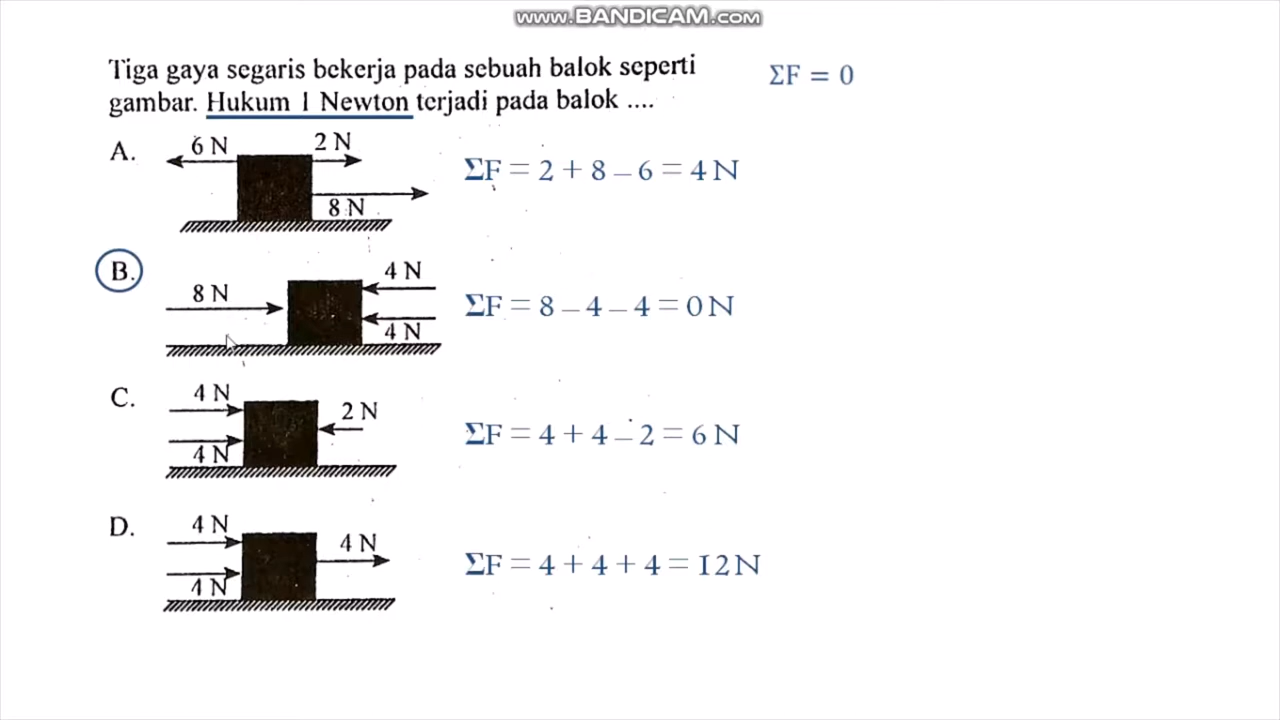 www.BANDICAM.com
Tiga gaya segaris bekerja pada sebuah balok seperti
gambar. Hukum 1 Newton terjadi pada balok ....
ΣF = 0
A.
6 N
2 N
8 N
ΣF = 2 + 8 – 6 = 4 N
B.
8 N
4 N
4 N
ΣF = 8 – 4 – 4 = 0 N
C.
4 N
2 N
4 N
ΣF = 4 + 4 – 2 = 6 N
D.
4 N
4 N
4 N
ΣF = 4 + 4 + 4 = 12 N